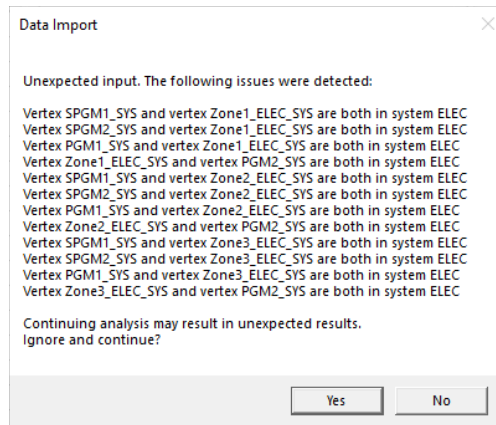 Data Import
Unexpected input. The following issues were detected:
Vertex SPGM1_SYS and vertex Zone1_ELEC_SYS are both in system ELEC
Vertex SPGM2_SYS and vertex Zone1_ELEC_SYS are both in system ELEC
Vertex PGM1_SYS and vertex Zone1_ELEC_SYS are both in system ELEC
Vertex Zone1_ELEC_SYS and vertex PGM2_SYS are both in system ELEC
Vertex SPGM1_SYS and vertex Zone2_ELEC_SYS are both in system ELEC
Vertex SPGM2_SYS and vertex Zone2_ELEC_SYS are both in system ELEC
Vertex PGM1_SYS and vertex Zone2_ELEC_SYS are both in system ELEC
Vertex Zone2_ELEC_SYS and vertex PGM2_SYS are both in system ELEC
Vertex SPGM1_SYS and vertex Zone3_ELEC_SYS are both in system ELEC
Vertex SPGM2_SYS and vertex Zone3_ELEC_SYS are both in system ELEC
Vertex PGM1_SYS and vertex Zone3_ELEC_SYS are both in system ELEC
Vertex Zone3_ELEC_SYS and vertex PGM2_SYS are both in system ELEC
Continuing analysis may result in unexpected results.
Ignore and continue?
Yes
No